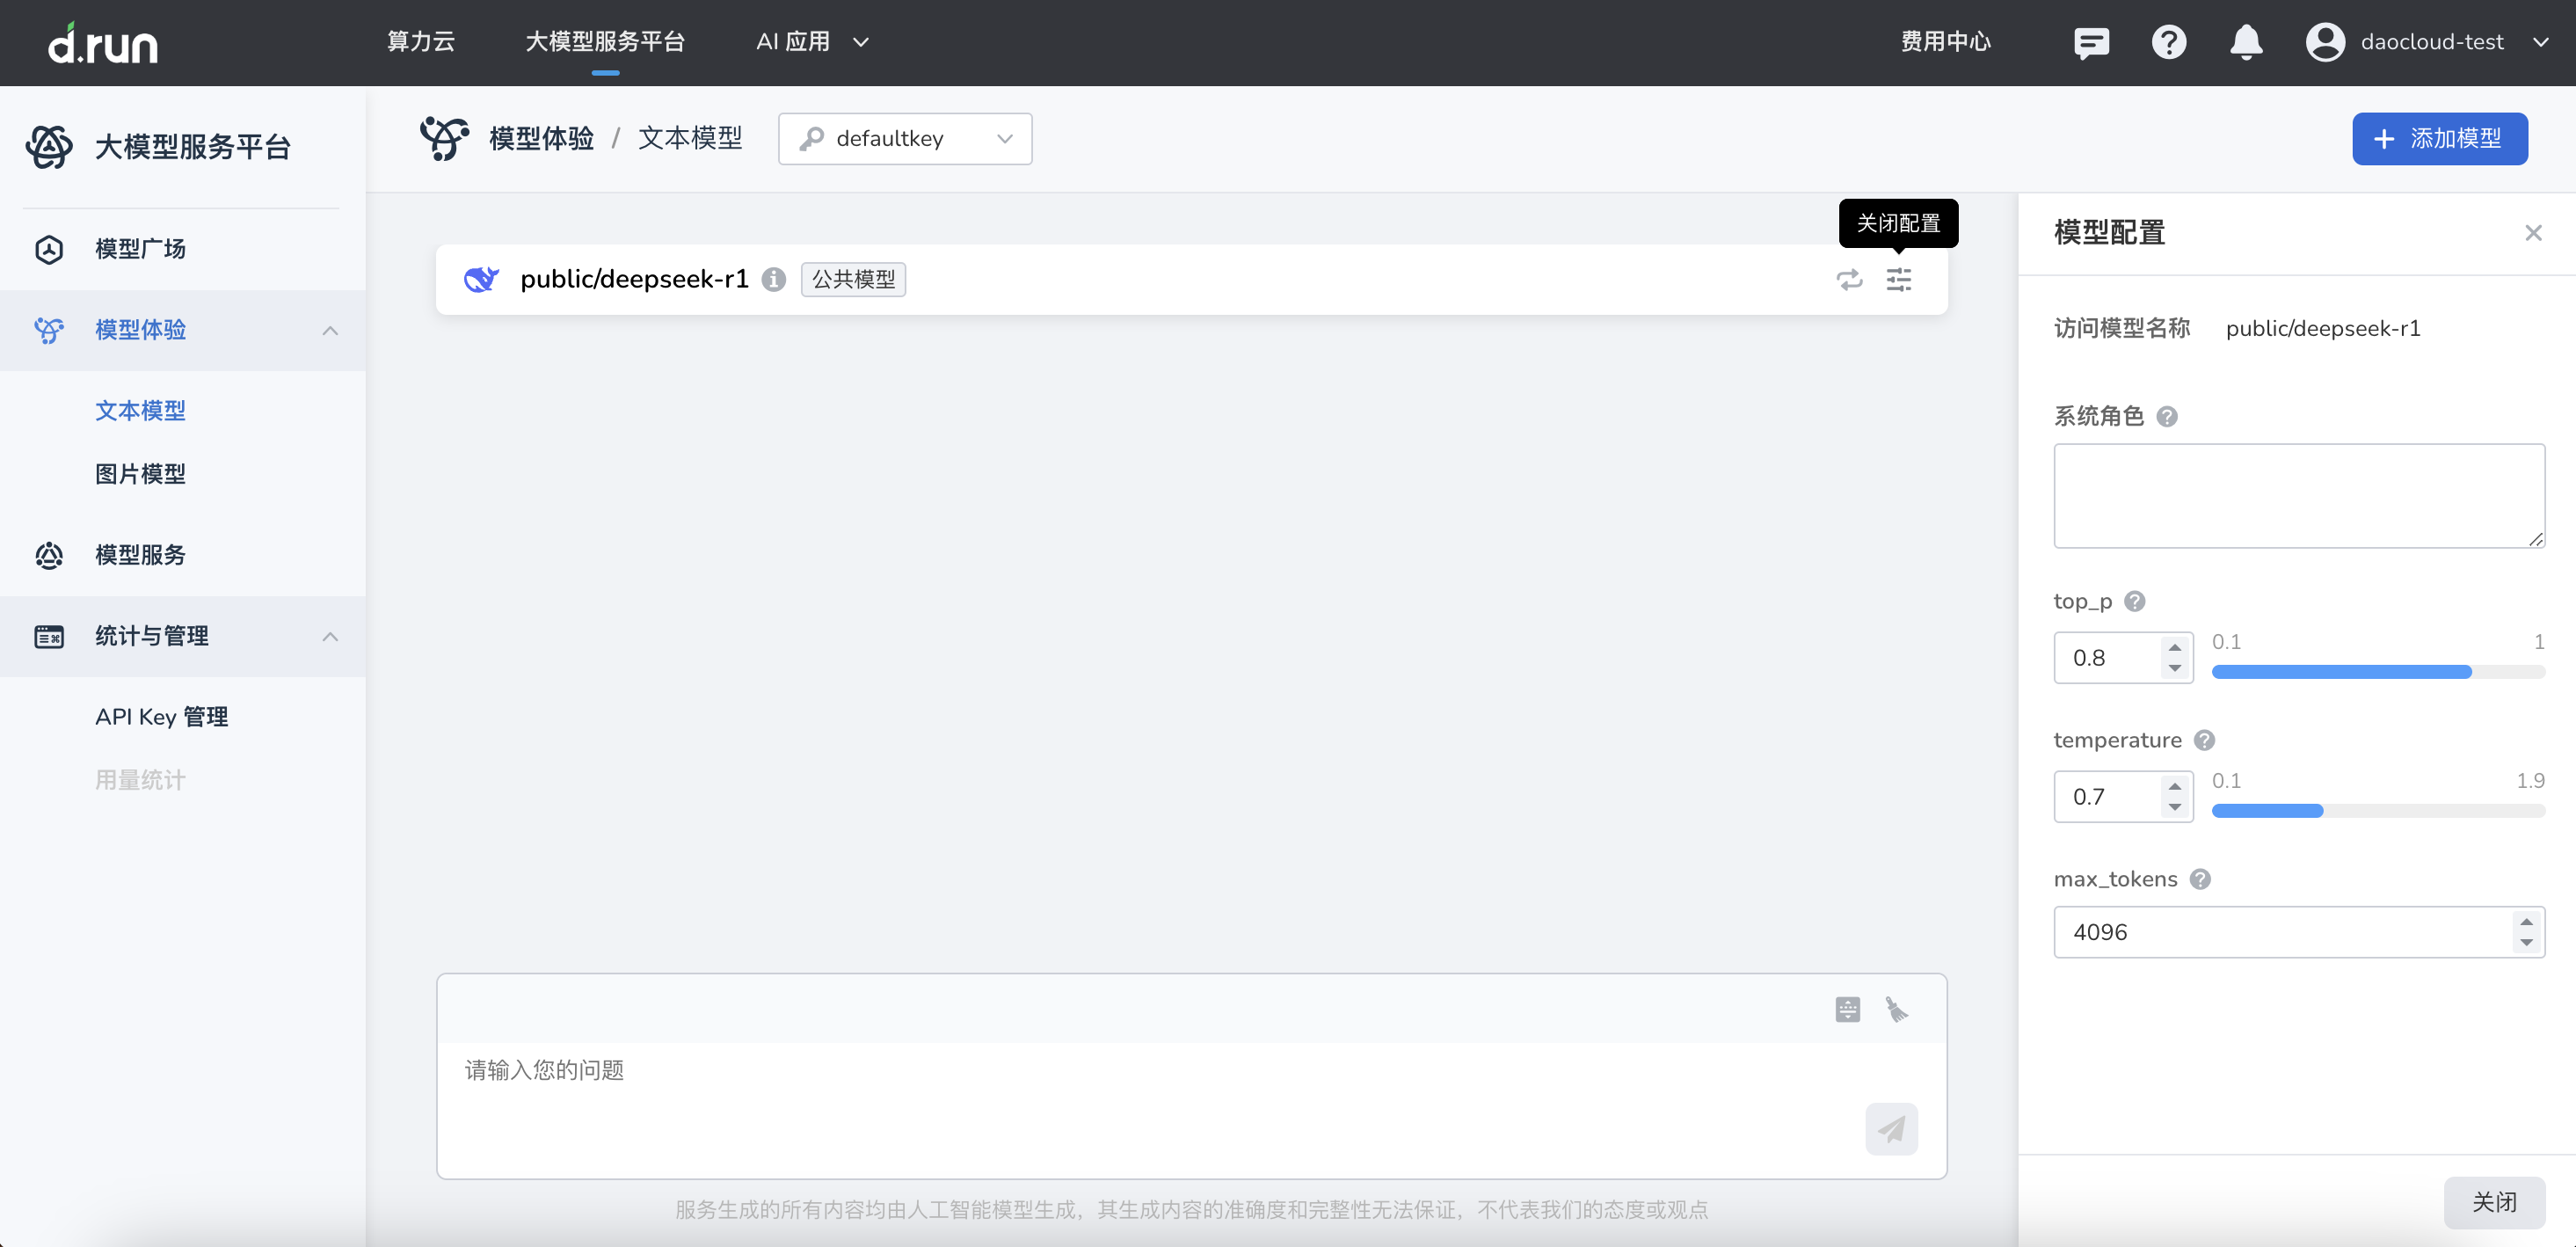 d.run
算力云
大模型服务平台
AI 应用
费用中心
daocloud-test
大模型服务平台
模型广场
模型体验
文本模型
图片模型
模型服务
统计与管理
API Key 管理
用量统计
模型体验 / 文本模型
defaultkey
添加模型
关闭配置
public/deepseek-r1
公共模型
请输入您的问题
服务生成的所有内容均由人工智能模型生成，其生成内容的准确度和完整性无法保证，不代表我们的态度或观点
模型配置
访问模型名称 public/deepseek-r1
系统角色
top_p
0.8
0.1 1
temperature
0.7
0.1 1.9
max_tokens
4096
关闭